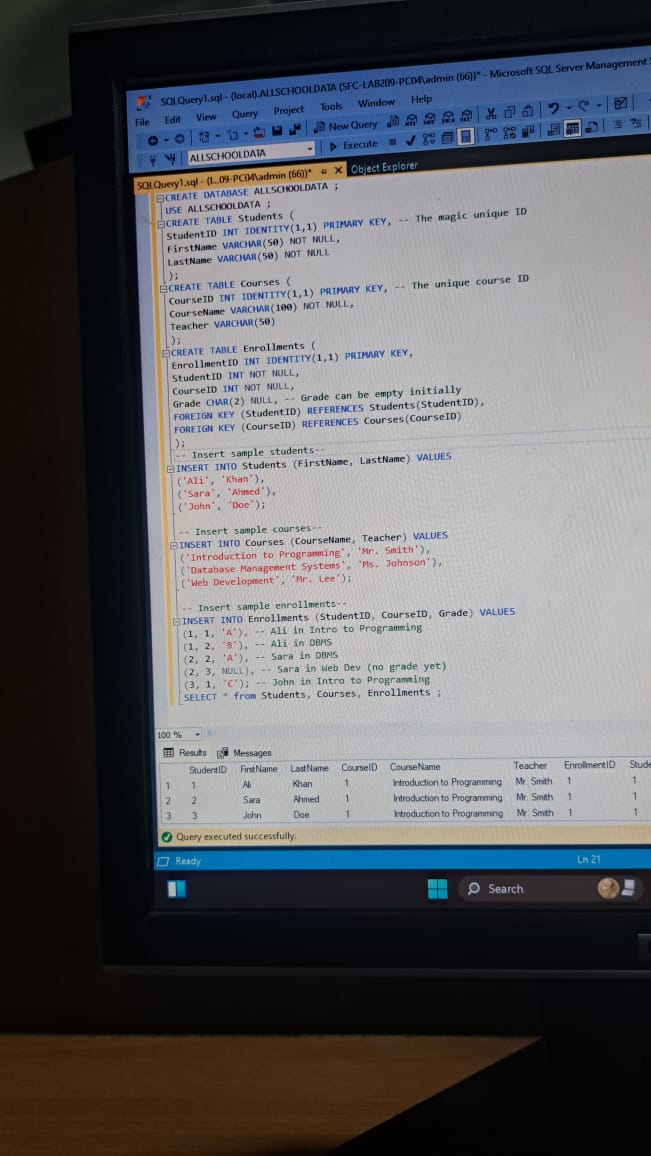 SQLQuery1.sql - (local).ALLSCHOOLDATA (SFC-LAB209-PC04\admin (66))* - Microsoft SQL Server Management
File Edit View Query Project Tools Window Help
New Query
ALLSCHOOLDATA Execute
SQLQuery1.sql - (l...09-PC04\admin (66))* Object Explorer
CREATE DATABASE ALLSCHOOLDATA ;
USE ALLSCHOOLDATA ;
CREATE TABLE Students (
StudentID INT IDENTITY(1,1) PRIMARY KEY, -- The magic unique ID
FirstName VARCHAR(50) NOT NULL,
LastName VARCHAR(50) NOT NULL
);
CREATE TABLE Courses (
CourseID INT IDENTITY(1,1) PRIMARY KEY, -- The unique course ID
CourseName VARCHAR(100) NOT NULL,
Teacher VARCHAR(50)
);
CREATE TABLE Enrollments (
EnrollmentID INT IDENTITY(1,1) PRIMARY KEY,
StudentID INT NOT NULL,
CourseID INT NOT NULL,
Grade CHAR(2) NULL, -- Grade can be empty initially
FOREIGN KEY (StudentID) REFERENCES Students(StudentID),
FOREIGN KEY (CourseID) REFERENCES Courses(CourseID)
);
-- Insert sample students--
INSERT INTO Students (FirstName, LastName) VALUES
('Ali', 'Khan'),
('Sara', 'Ahmed'),
('John', 'Doe');
-- Insert sample courses--
INSERT INTO Courses (CourseName, Teacher) VALUES
('Introduction to Programming', 'Mr. Smith'),
('Database Management Systems', 'Ms. Johnson'),
('Web Development', 'Mr. Lee');
-- Insert sample enrollments--
INSERT INTO Enrollments (StudentID, CourseID, Grade) VALUES
(1, 1, 'A'), -- Ali in Intro to Programming
(1, 2, 'B'), -- Ali in DBMS
(2, 2, 'A'), -- Sara in DBMS
(2, 3, NULL), -- Sara in Web Dev (no grade yet)
(3, 1, 'C'); -- John in Intro to Programming
SELECT * from Students, Courses, Enrollments ;
100 %
Results Messages
StudentID FirstName LastName CourseID CourseName Teacher EnrollmentID Stude
1 1 Ali Khan 1 Introduction to Programming Mr. Smith 1 1
2 2 Sara Ahmed 1 Introduction to Programming Mr. Smith 1 1
3 3 John Doe 1 Introduction to Programming Mr. Smith 1 1
Query executed successfully.
Ready Ln 21
Search